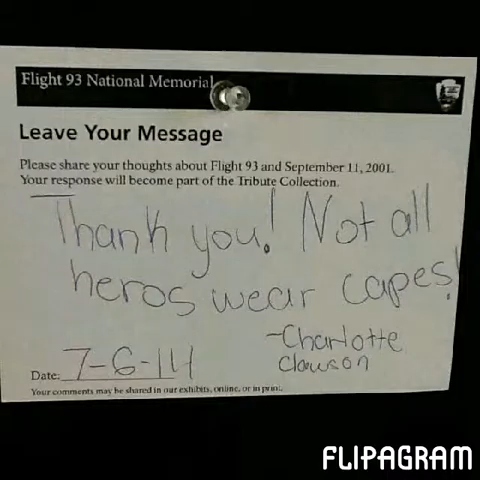 Flight 93 National Memorial
Leave Your Message
Please share your thoughts about Flight 93 and September 11, 2001.
Your response will become part of the Tribute Collection.
Thank you! Not all
heros wear capes!
-Charlotte
Clawson
Date: 7-6-14
Your comments may be shared in our exhibits, online, or in print.
FLIPAGRAM